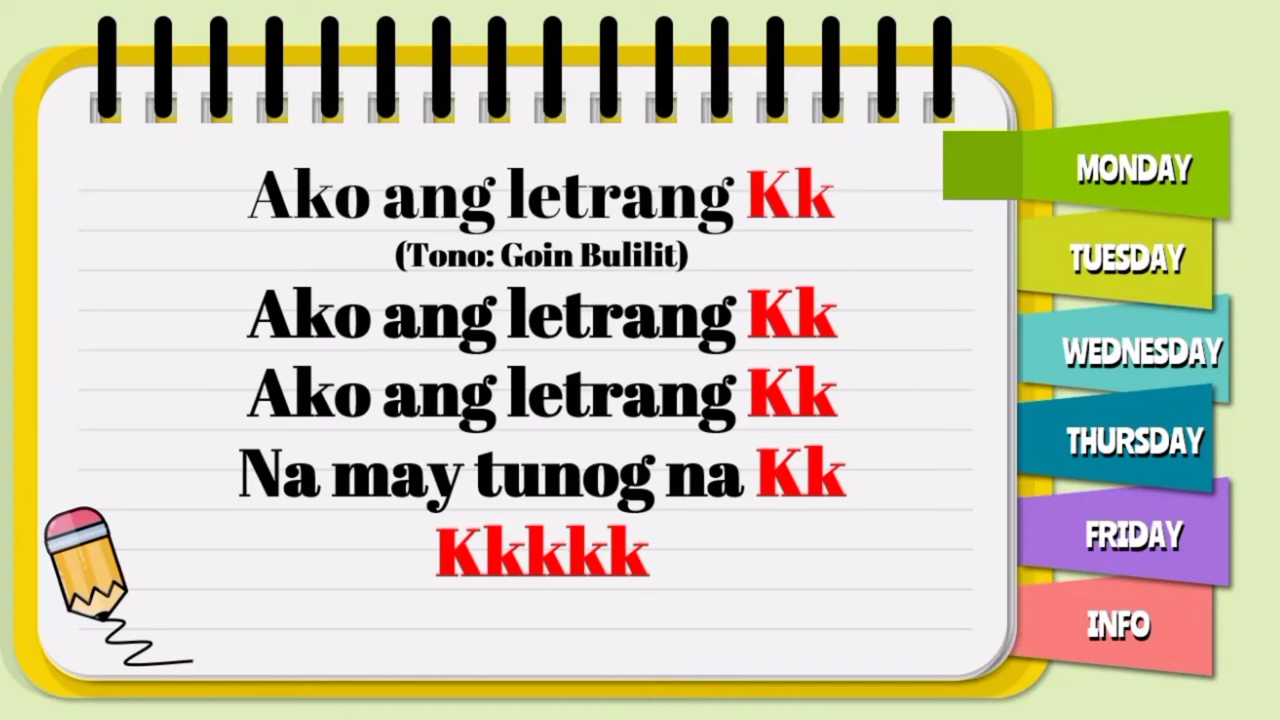 Ako ang letrang Kk
(Tono: Goin Bulilit)
Ako ang letrang Kk
Ako ang letrang Kk
Na may tunog na Kk
Kkkkk
MONDAY
TUESDAY
WEDNESDAY
THURSDAY
FRIDAY
INFO